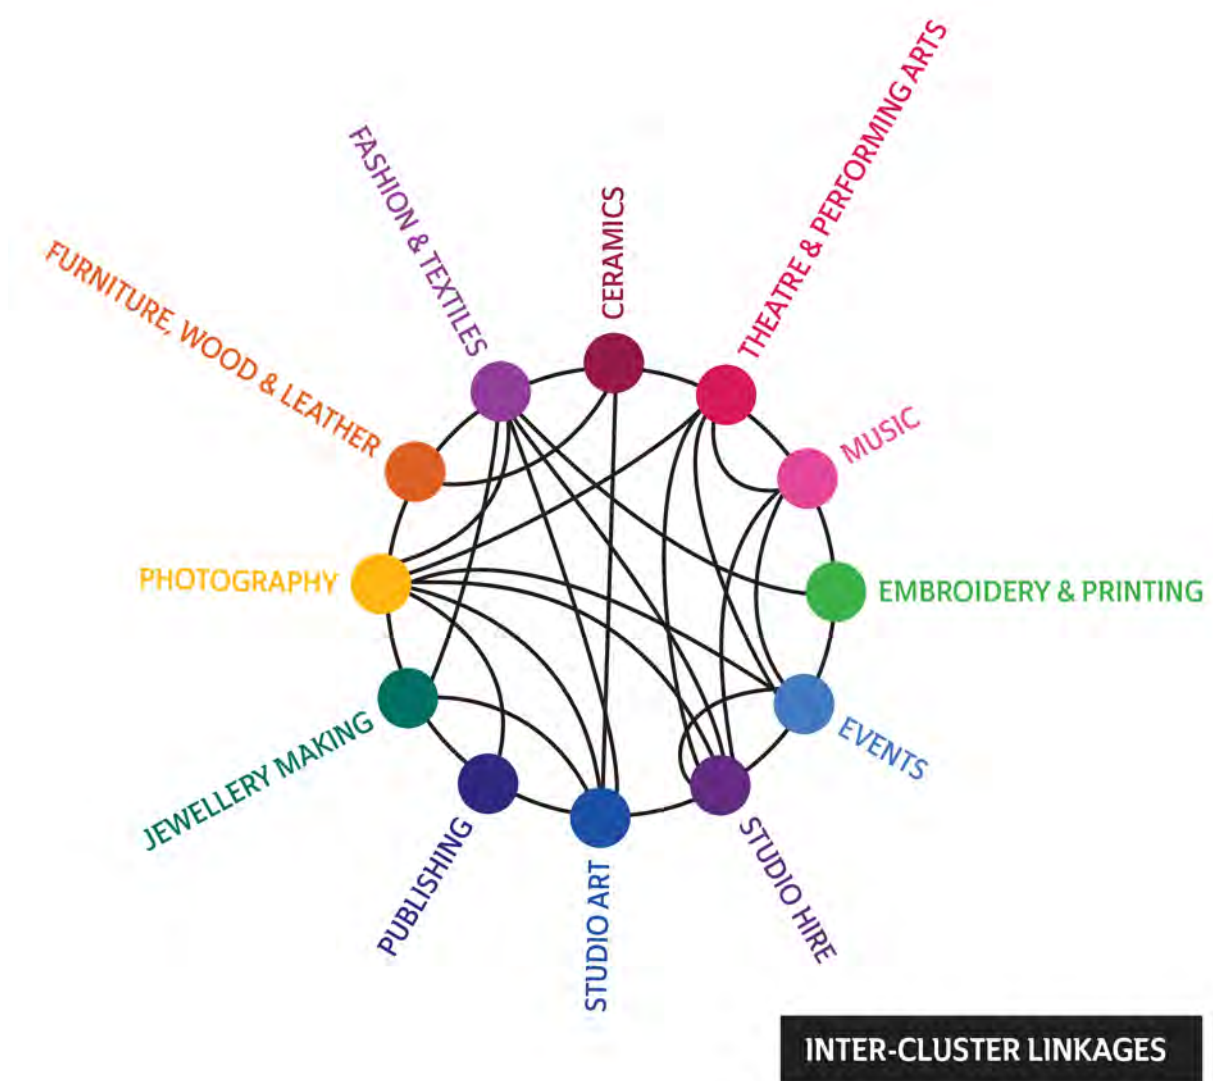 THEATRE & PERFORMING ARTS
FASHION & TEXTILES
CERAMICS
FURNITURE, WOOD & LEATHER
MUSIC
PHOTOGRAPHY
EMBROIDERY & PRINTING
JEWELLERY MAKING
EVENTS
PUBLISHING
STUDIO ART
STUDIO HIRE
INTER-CLUSTER LINKAGES